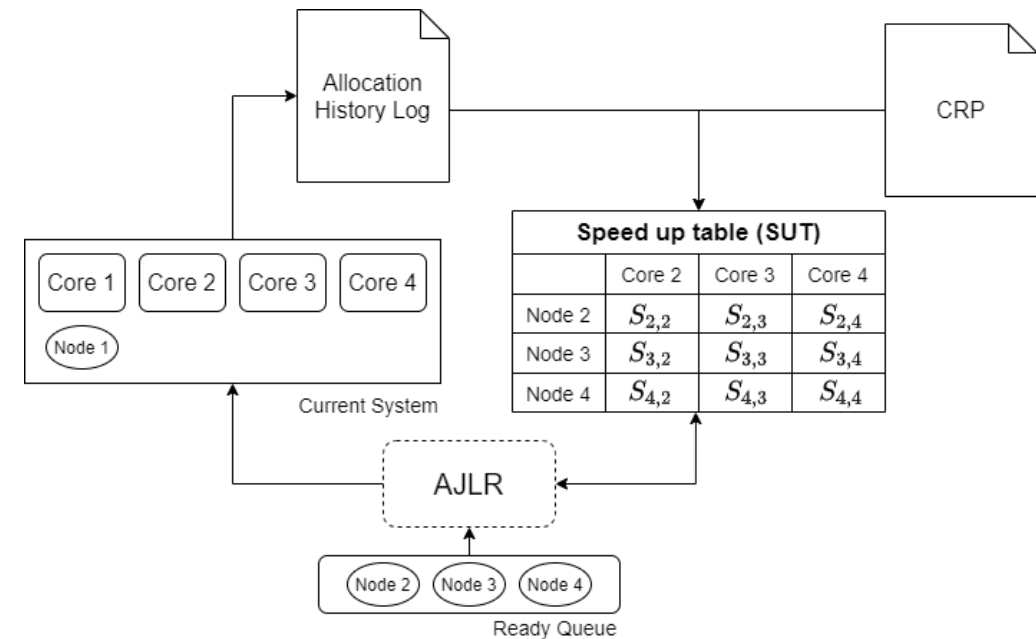 Allocation
History Log
CRP
Speed up table (SUT)
Core 2 Core 3 Core 4
Node 2 S2,2 S2,3 S2,4
Node 3 S3,2 S3,3 S3,4
Node 4 S4,2 S4,3 S4,4
Core 1 Core 2 Core 3 Core 4
Node 1
Current System
AJLR
Node 2 Node 3 Node 4
Ready Queue